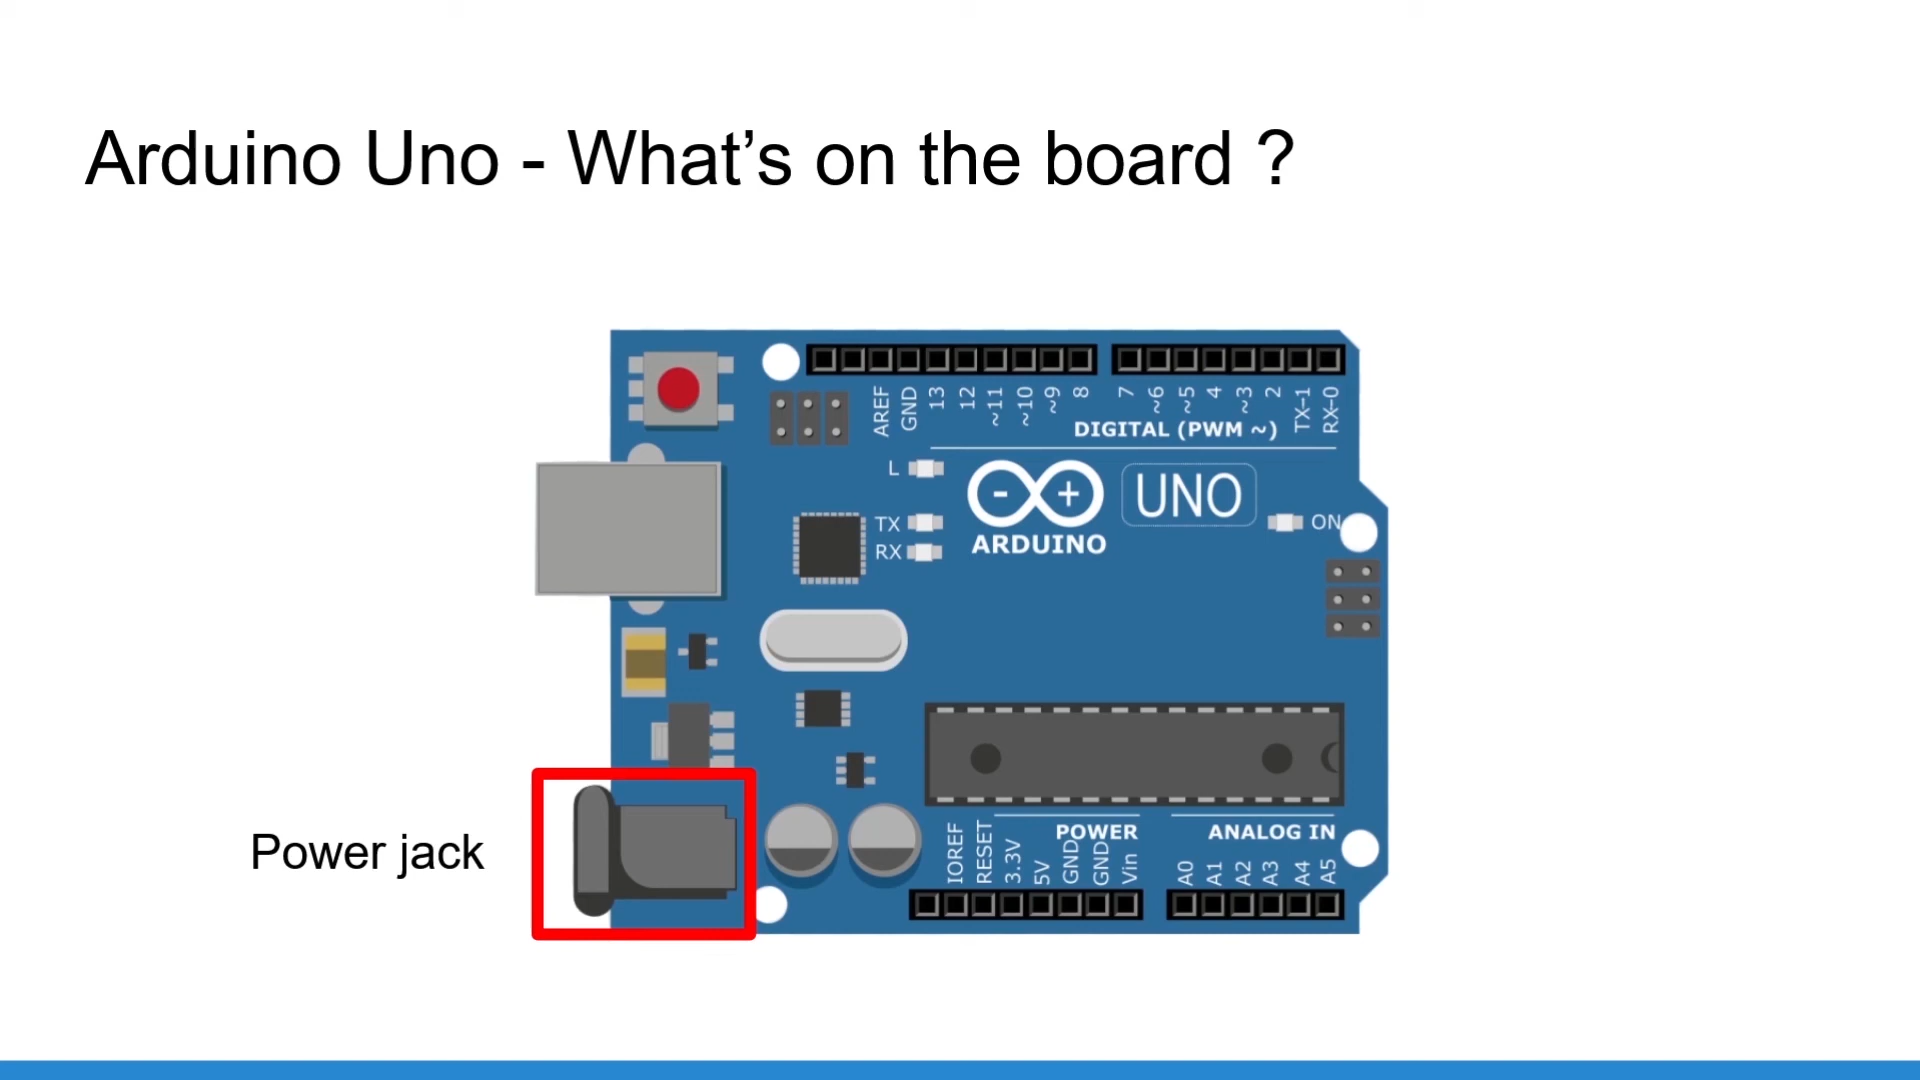 Arduino Uno - What’s on the board ?
AREF
GND
13
12
~11
~10
~9
8
7
~6
~5
4
~3
2
TX-1
RX-0
DIGITAL (PWM ~)
L
TX
RX
- +
ARDUINO
UNO
ON
Power jack
POWER
ANALOG IN
IOREF
RESET
3.3V
5V
GND
GND
Vin
A0
A1
A2
A3
A4
A5